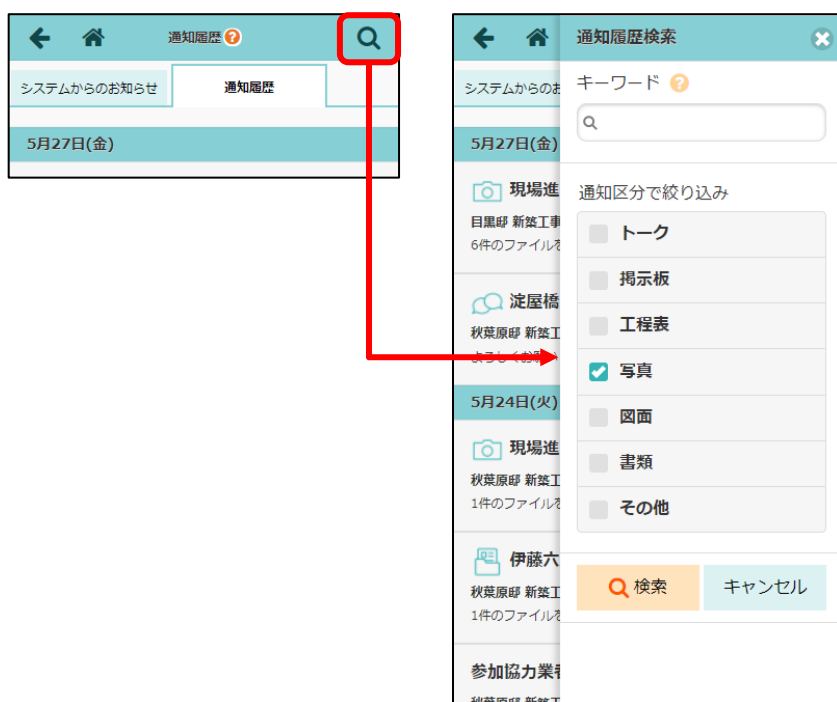 通知履歴
システムからのお知らせ
通知履歴
5月27日(金)
システムからのお
5月27日(金)
現場進
目黒邸 新築工事
6件のファイルを
淀屋橋
秋葉原邸 新築工
5月24日(火)
現場進
秋葉原邸 新築工
1件のファイルを
伊藤六
秋葉原邸 新築工
1件のファイルを
参加協力業者
通知履歴検索
キーワード
通知区分で絞り込み
トーク
掲示板
工程表
写真
図面
書類
その他
検索
キャンセル